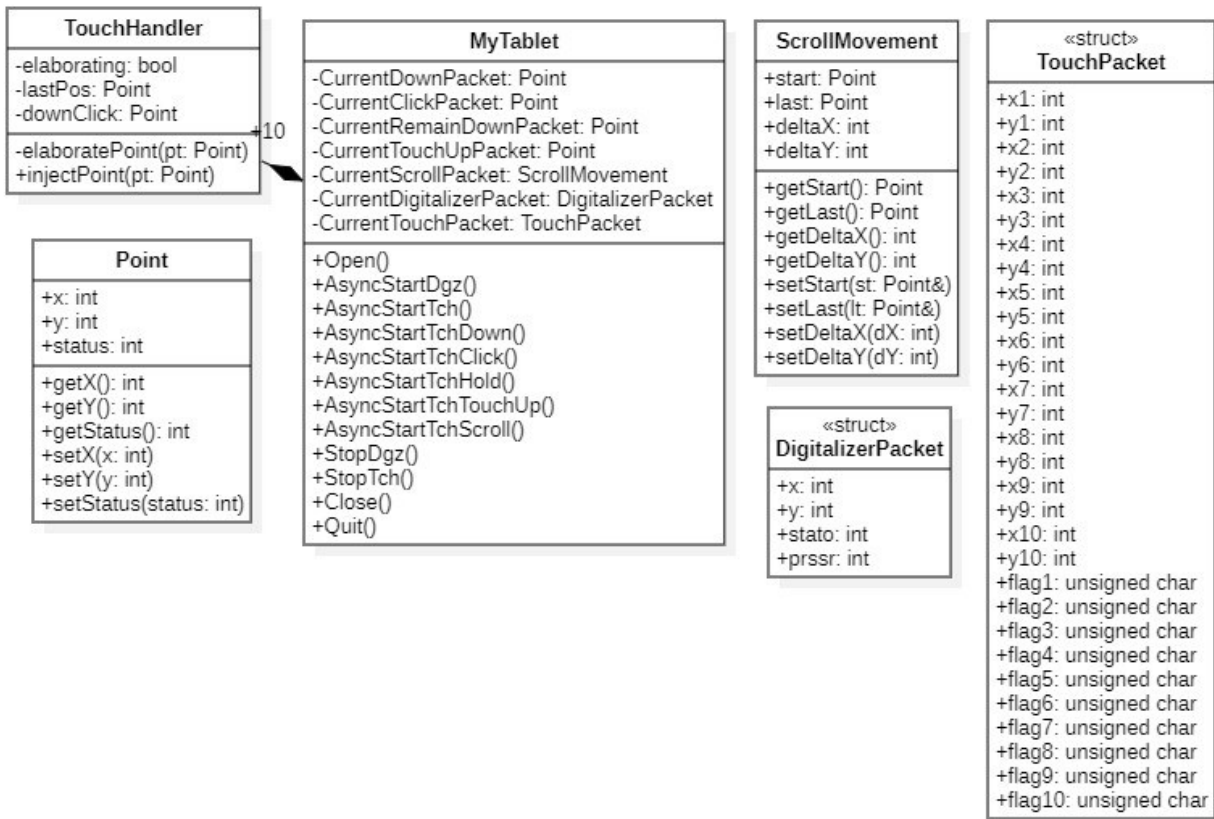 TouchHandler
-elaborating: bool
-lastPos: Point
-downClick: Point
-elaboratePoint(pt: Point)
+injectPoint(pt: Point)
+10
MyTablet
-CurrentDownPacket: Point
-CurrentClickPacket: Point
-CurrentRemainDownPacket: Point
-CurrentTouchUpPacket: Point
-CurrentScrollPacket: ScrollMovement
-CurrentDigitalizerPacket: DigitalizerPacket
-CurrentTouchPacket: TouchPacket
+Open()
+AsyncStartDgz()
+AsyncStartTch()
+AsyncStartTchDown()
+AsyncStartTchClick()
+AsyncStartTchHold()
+AsyncStartTchTouchUp()
+AsyncStartTchScroll()
+StopDgz()
+StopTch()
+Close()
+Quit()
ScrollMovement
+start: Point
+last: Point
+deltaX: int
+deltaY: int
+getStart(): Point
+getLast(): Point
+getDeltaX(): int
+getDeltaY(): int
+setStart(st: Point&)
+setLast(lt: Point&)
+setDeltaX(dX: int)
+setDeltaY(dY: int)
«struct»
TouchPacket
+x1: int
+y1: int
+x2: int
+y2: int
+x3: int
+y3: int
+x4: int
+y4: int
+x5: int
+y5: int
+x6: int
+y6: int
+x7: int
+y7: int
+x8: int
+y8: int
+x9: int
+y9: int
+x10: int
+y10: int
+flag1: unsigned char
+flag2: unsigned char
+flag3: unsigned char
+flag4: unsigned char
+flag5: unsigned char
+flag6: unsigned char
+flag7: unsigned char
+flag8: unsigned char
+flag9: unsigned char
+flag10: unsigned char
Point
+x: int
+y: int
+status: int
+getX(): int
+getY(): int
+getStatus(): int
+setX(x: int)
+setY(y: int)
+setStatus(status: int)
«struct»
DigitalizerPacket
+x: int
+y: int
+stato: int
+prssr: int